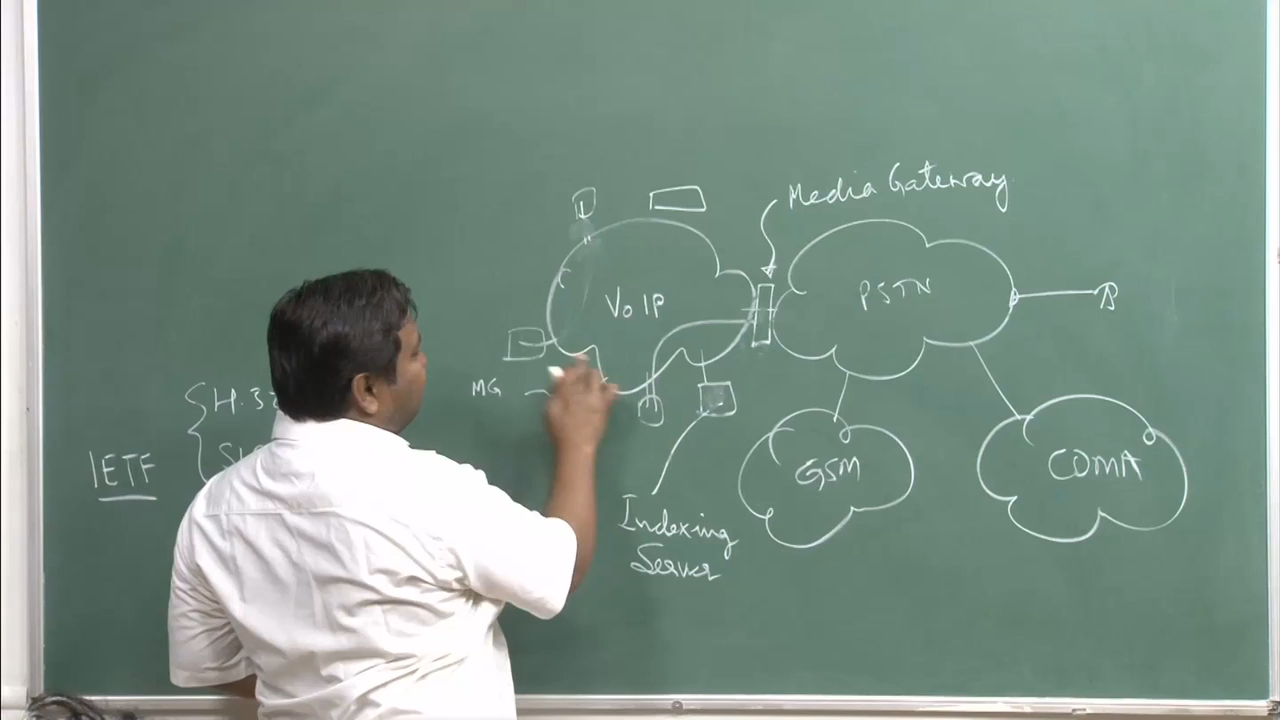 Media Gateway
VoIP
PSTN
MG
IETF
GSM
CDMA
Indexing
Server